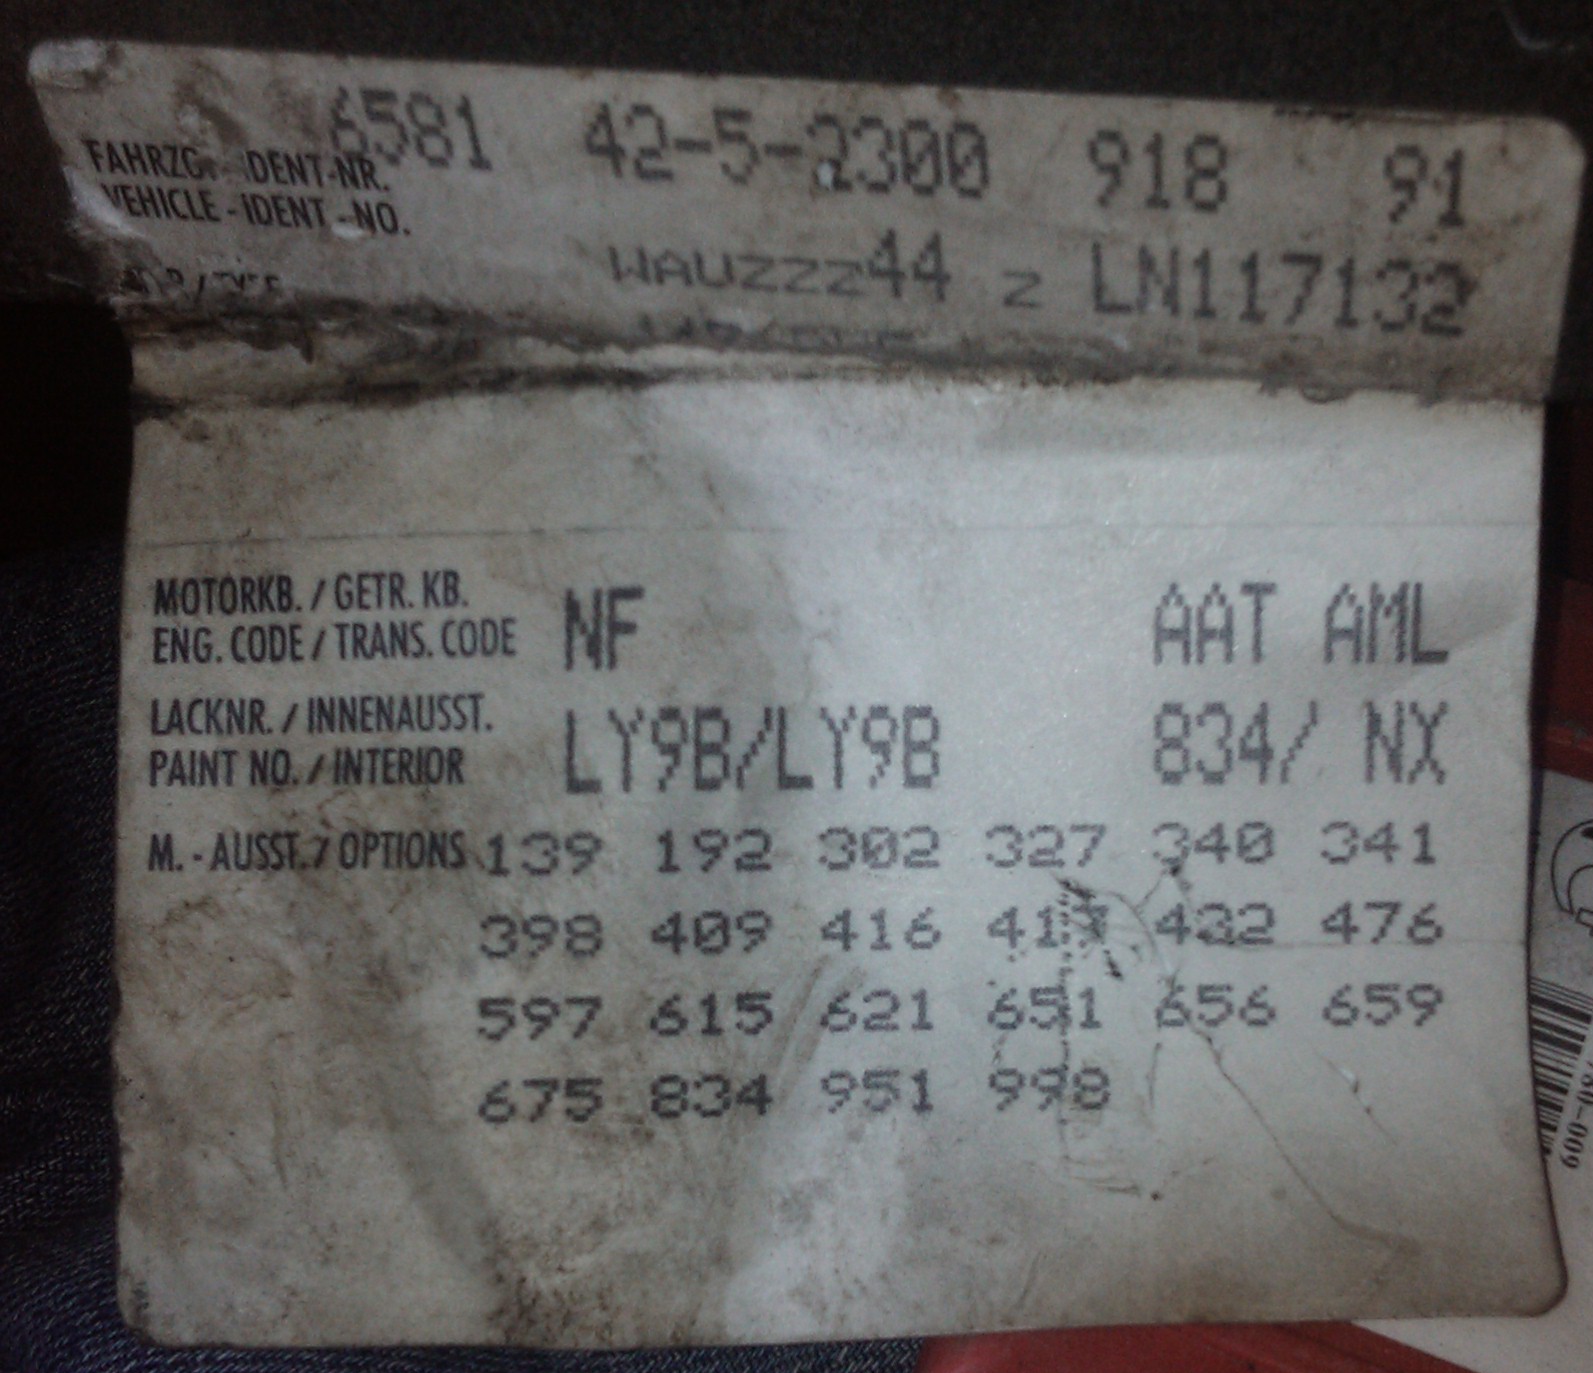 6581 42-5-2300 918 91
FAHRZG. IDENT-NR.
VEHICLE-IDENT.-NO.
WAUZZZ44 Z LN117132
MOTORKB. / GETR. KB.
ENG. CODE / TRANS. CODE NF AAT AML
LACKNR. / INNENAUSST.
PAINT NO. / INTERIOR LY9B/LY9B 834/ NX
M. - AUSST. / OPTIONS 139 192 302 327 340 341
398 409 416 432 476
597 615 621 651 656 659
675 834 951 998